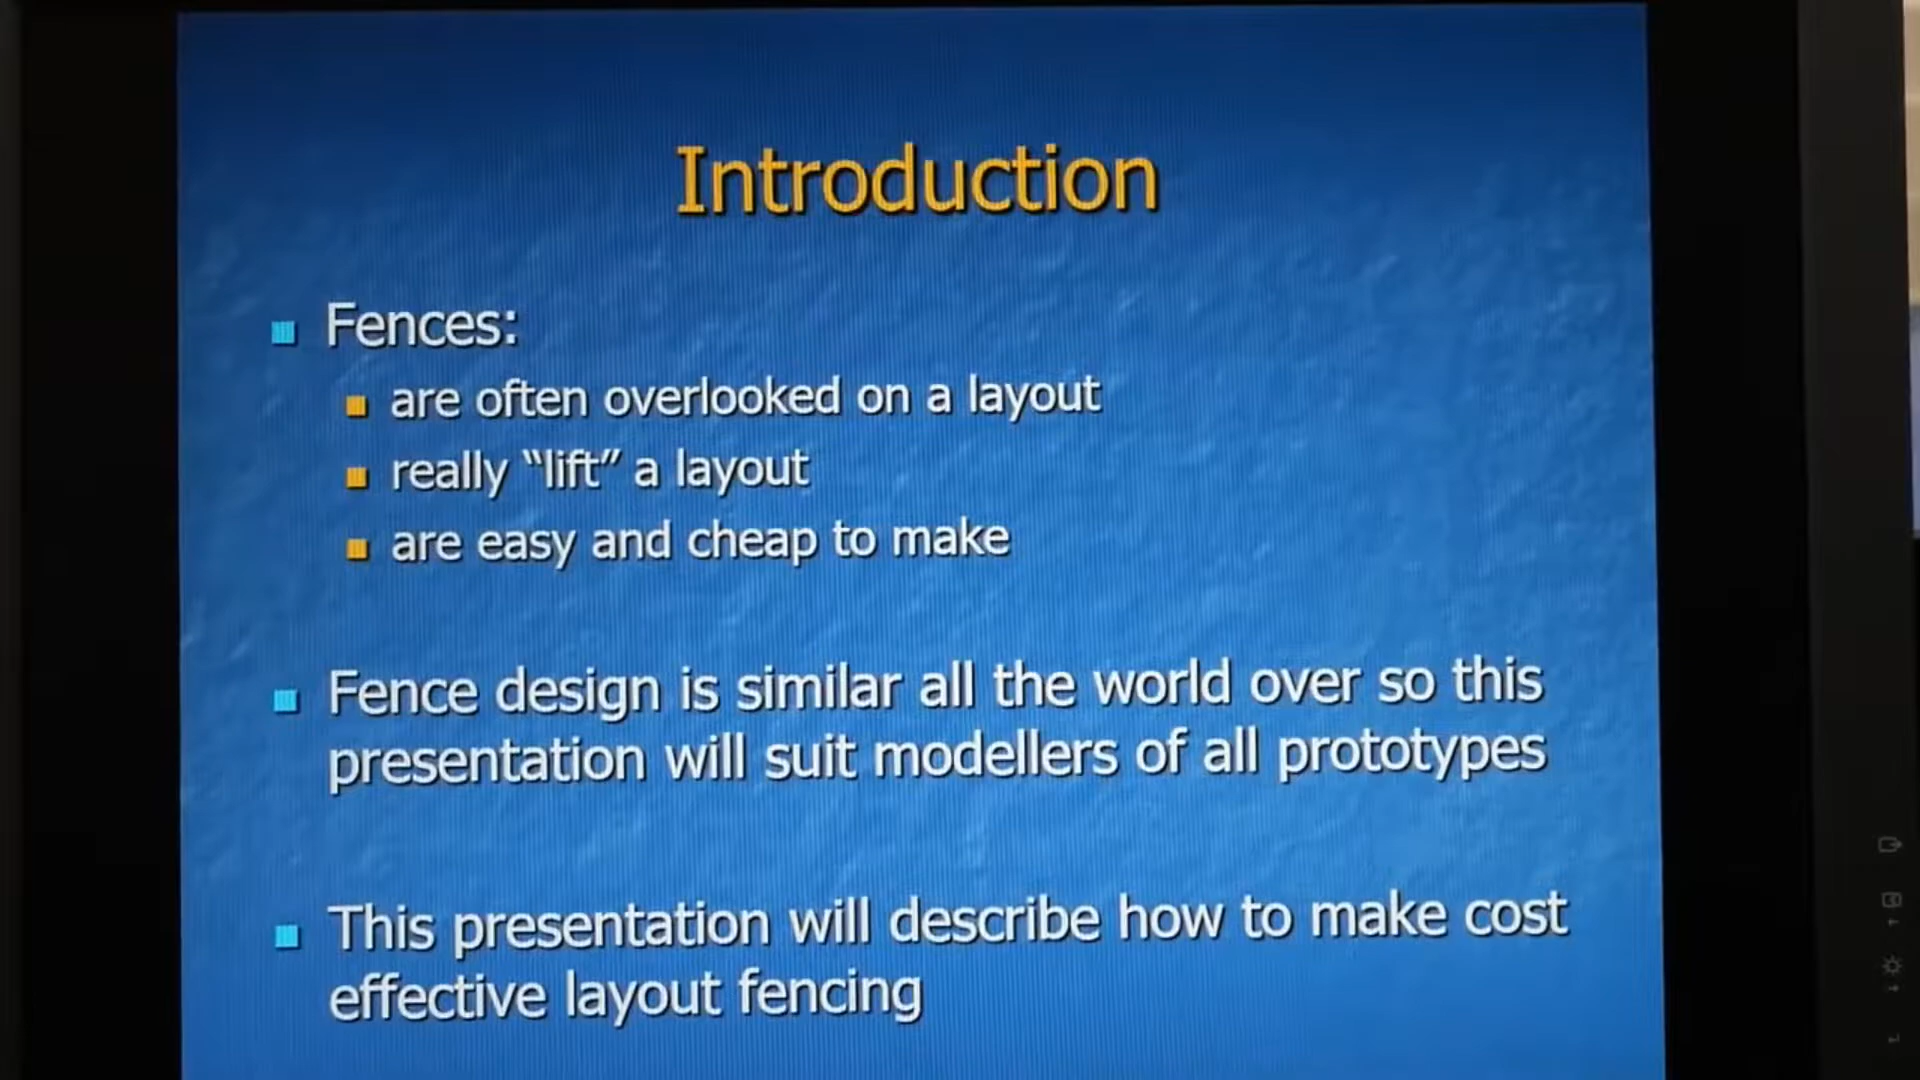 Introduction
Fences:
are often overlooked on a layout
really “lift” a layout
are easy and cheap to make
Fence design is similar all the world over so this
presentation will suit modellers of all prototypes
This presentation will describe how to make cost
effective layout fencing